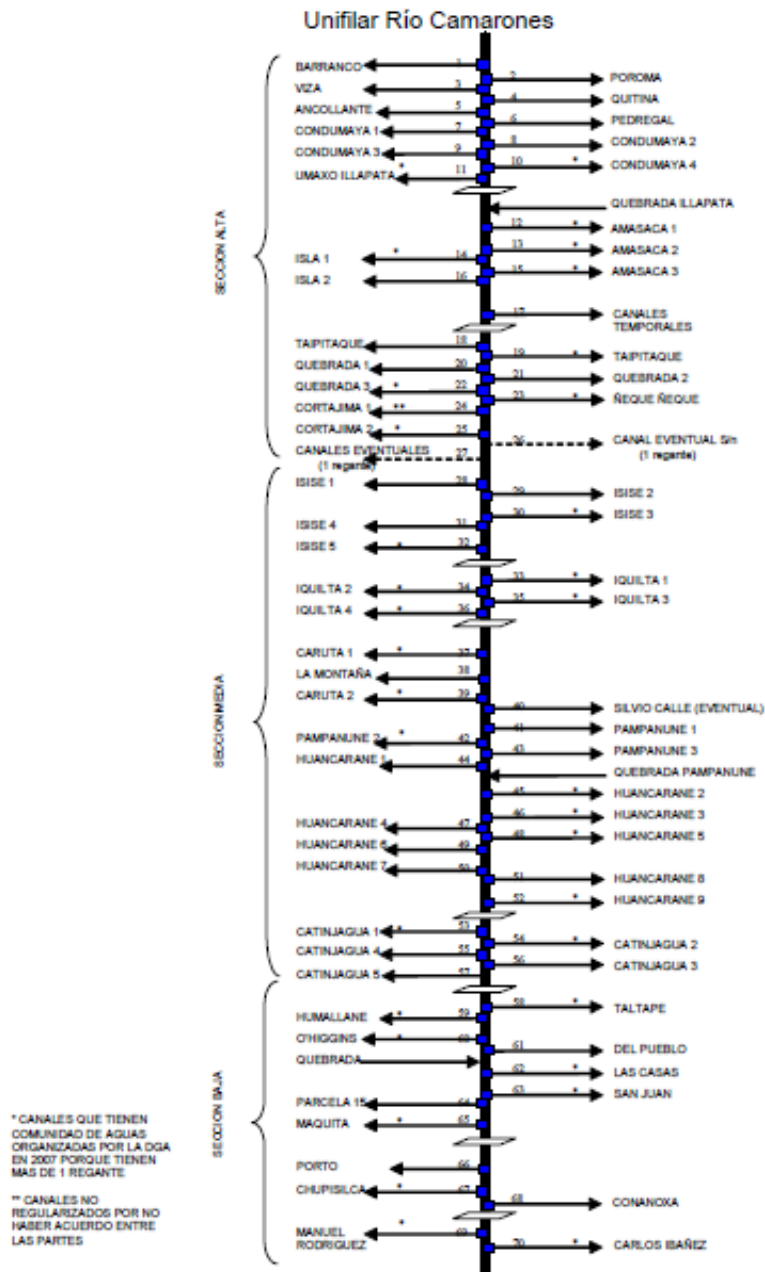 Unifilar Río Camarones
SECCION ALTA
BARRANCO 1
2 POROMA
VIZA 3
4 QUITINA
ANCOLLANTE 5
6 PEDREGAL
CONDUMAYA 1 7
8 CONDUMAYA 2
CONDUMAYA 3 9
10 * CONDUMAYA 4
UMAXO ILLAPATA * 11
QUEBRADA ILLAPATA
12 * AMASACA 1
13 * AMASACA 2
ISLA 1 * 14
15 * AMASACA 3
ISLA 2 16
17 CANALES
TEMPORALES
TAIPITAQUE 18
19 * TAIPITAQUE
QUEBRADA 1 20
21 QUEBRADA 2
QUEBRADA 3 * 22
23 * ÑEQUE ÑEQUE
CORTAJIMA 1 ** 24
CORTAJIMA 2 * 25
26 CANAL EVENTUAL S/n
(1 regante)
CANALES EVENTUALES 27
(1 regante)
SECCION MEDIA
ISISE 1 28
29 ISISE 2
30 * ISISE 3
ISISE 4 31
ISISE 5 * 32
33 * IQUILTA 1
IQUILTA 2 * 34
35 * IQUILTA 3
IQUILTA 4 * 36
CARUTA 1 * 37
LA MONTAÑA 38
CARUTA 2 * 39
40 SILVIO CALLE (EVENTUAL)
41 PAMPANUNE 1
PAMPANUNE 2 * 42
43 PAMPANUNE 3
HUANCARANE 1 44
QUEBRADA PAMPANUNE
45 * HUANCARANE 2
46 * HUANCARANE 3
HUANCARANE 4 47
48 * HUANCARANE 5
HUANCARANE 6 49
HUANCARANE 7 50
51 HUANCARANE 8
52 * HUANCARANE 9
CATINJAGUA 1 * 53
54 * CATINJAGUA 2
CATINJAGUA 4 55
56 CATINJAGUA 3
CATINJAGUA 5 57
SECCION BAJA
58 * TALTAPE
HUMALLANE * 59
O'HIGGINS * 60
61 DEL PUEBLO
QUEBRADA
62 * LAS CASAS
63 * SAN JUAN
PARCELA 15 64
MAQUITA * 65
PORTO 66
CHUPISILCA * 67
68 CONANOXA
MANUEL * 69
RODRIGUEZ
70 * CARLOS IBAÑEZ
* CANALES QUE TIENEN
COMUNIDAD DE AGUAS
ORGANIZADAS POR LA DGA
EN 2007 PORQUE TIENEN
MAS DE 1 REGANTE
** CANALES NO
REGULARIZADOS POR NO
HABER ACUERDO ENTRE
LAS PARTES